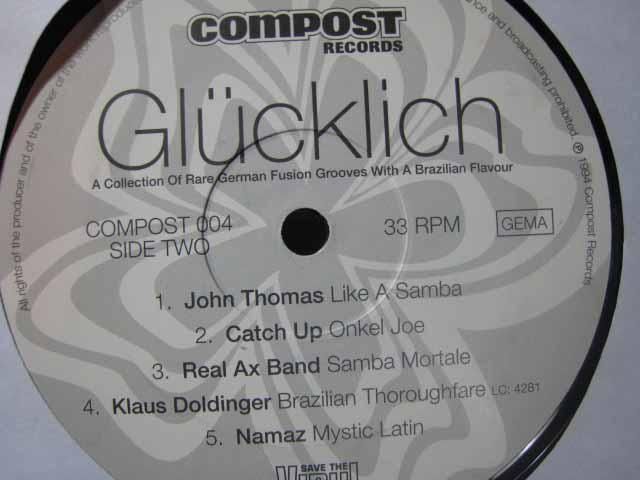 COMPOST
RECORDS
Glücklich
A Collection Of Rare German Fusion Grooves With A Brazilian Flavour
COMPOST 004
SIDE TWO
33 RPM
GEMA
1. John Thomas Like A Samba
2. Catch Up Onkel Joe
3. Real Ax Band Samba Mortale
4. Klaus Doldinger Brazilian Thoroughfare LC: 4281
5. Namaz Mystic Latin
SAVE THE
All rights of the producer and of the owner of the
and broadcasting prohibited. ℗ 1994 Compost Records